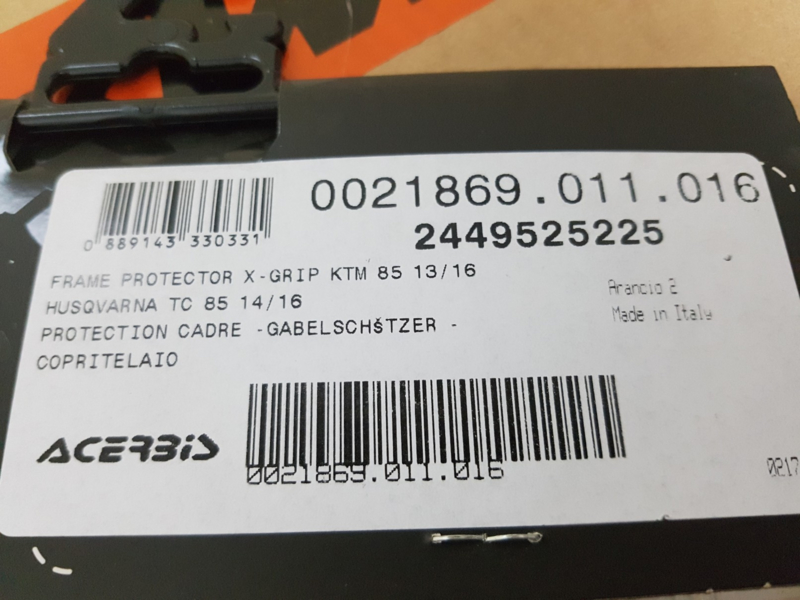 0021869.011.016
0 889143 330331
2449525225
FRAME PROTECTOR X-GRIP KTM 85 13/16
HUSQVARNA TC 85 14/16
PROTECTION CADRE -GABELSCHšTZER -
COPRITELAIO
Arancio 2
Made in Italy
ACERBIS
0021869.011.016
0217